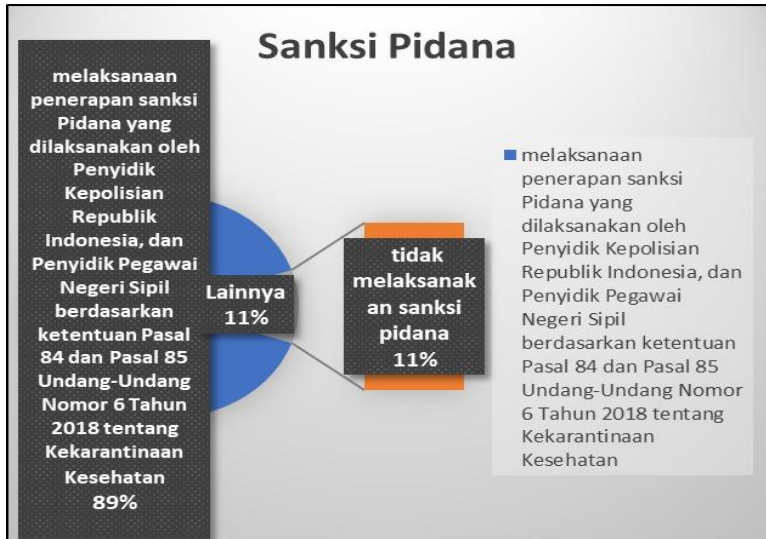 Sanksi Pidana
melaksanaan
penerapan sanksi
Pidana yang
dilaksanakan oleh
Penyidik
Kepolisian
Republik
Indonesia, dan
Penyidik Pegawai
Negeri Sipil
berdasarkan
ketentuan Pasal
84 dan Pasal 85
Undang-Undang
Nomor 6 Tahun
2018 tentang
Kekarantinaan
Kesehatan
89%
Lainnya
11%
tidak
melaksanak
an sanksi
pidana
11%
melaksanaan
penerapan sanksi
Pidana yang
dilaksanakan oleh
Penyidik Kepolisian
Republik Indonesia, dan
Penyidik Pegawai
Negeri Sipil
berdasarkan ketentuan
Pasal 84 dan Pasal 85
Undang-Undang Nomor
6 Tahun 2018 tentang
Kekarantinaan
Kesehatan